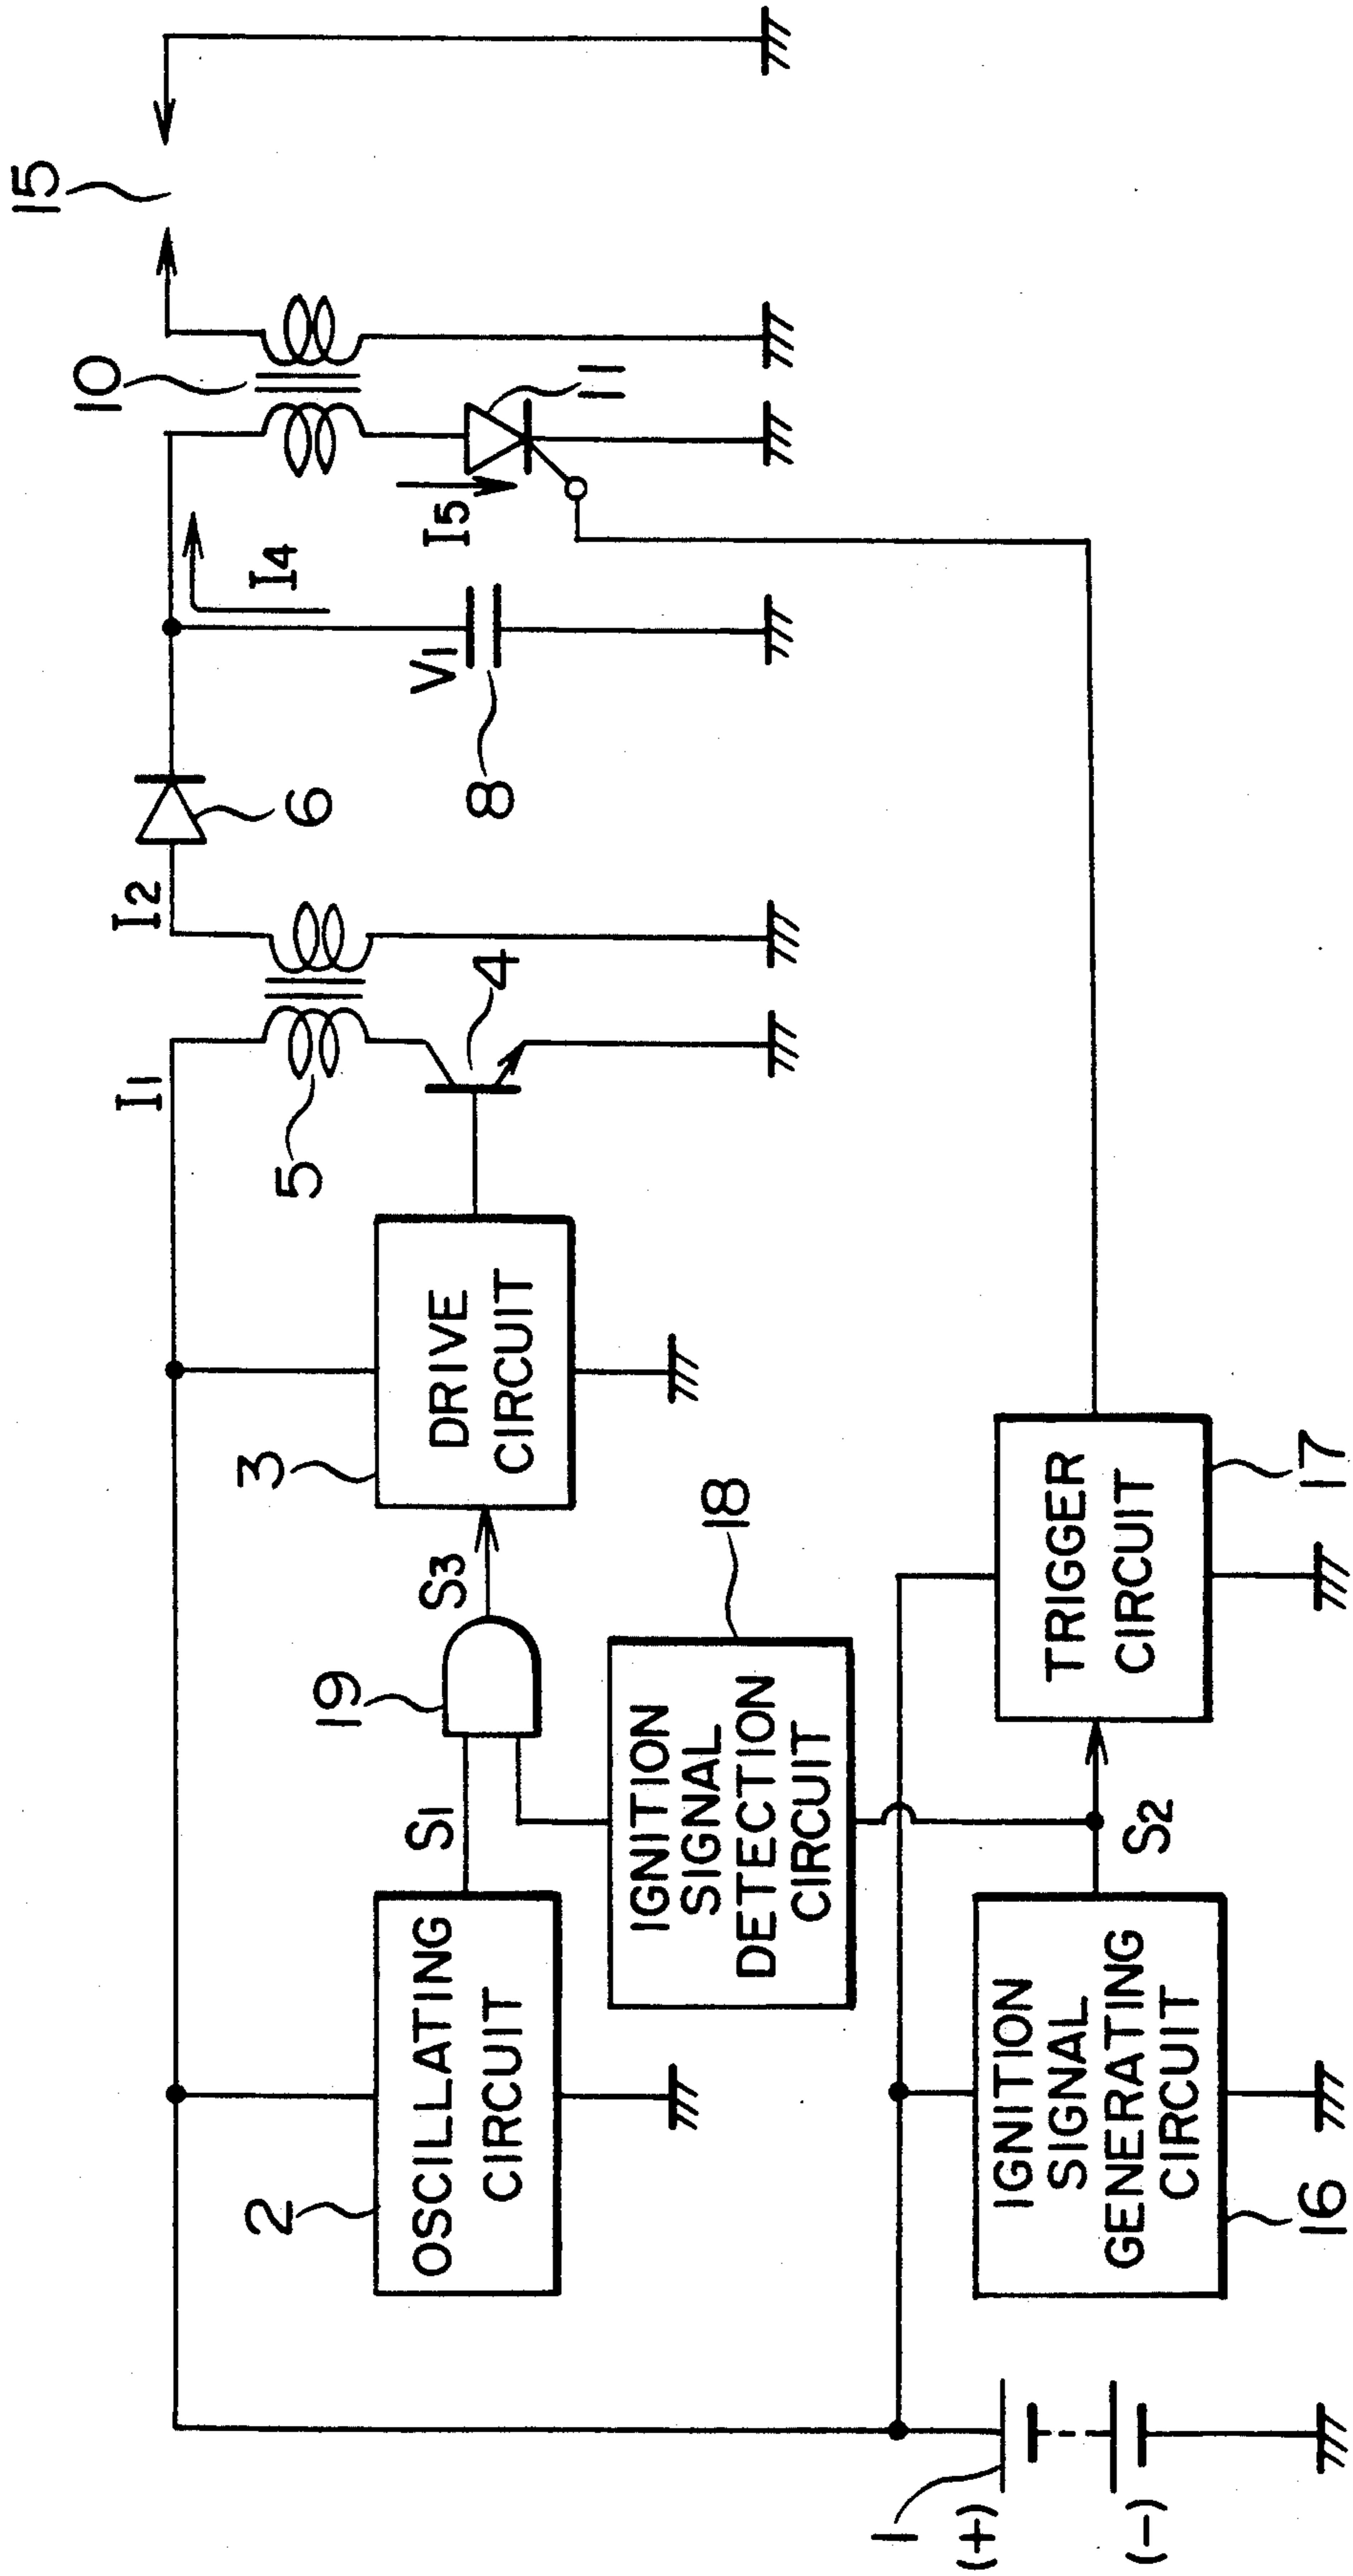 15
10
I1
I2
6
I4
11
I5
5
4
V1
8
3
DRIVE
CIRCUIT
S3
19
S1
2
OSCILLATING
CIRCUIT
18
IGNITION
SIGNAL
DETECTION
CIRCUIT
TRIGGER
CIRCUIT
17
S2
IGNITION
SIGNAL
GENERATING
CIRCUIT
16
1
(+)
(-)